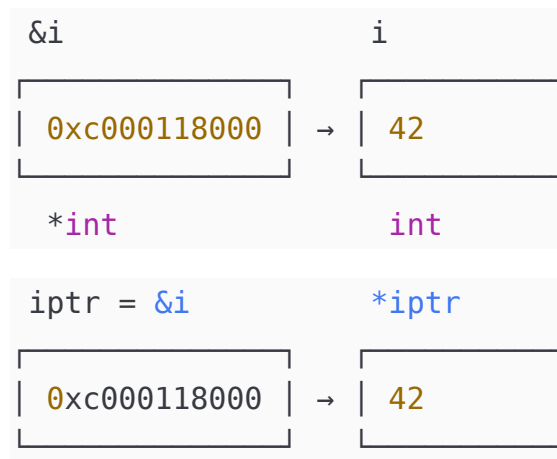 &i i
0xc000118000 → 42
*int int
iptr = &i *iptr
0xc000118000 → 42